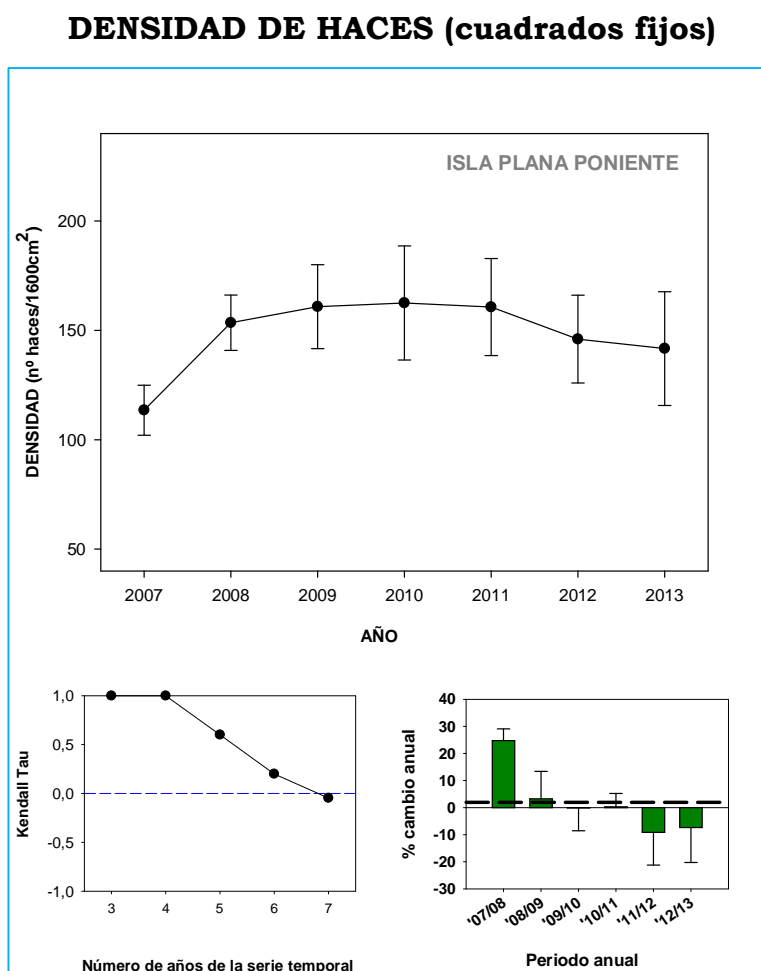 DENSIDAD DE HACES (cuadrados fijos)
ISLA PLANA PONIENTE
DENSIDAD (nº haces/1600cm²)
200
150
100
50
2007 2008 2009 2010 2011 2012 2013
AÑO
Kendall Tau
1,0
0,5
0,0
-0,5
-1,0
3 4 5 6 7
Número de años de la serie temporal
% cambio anual
40
30
20
10
0
-10
-20
-30
'07/08 '08/09 '09/10 '10/11 '11/12 '12/13
Periodo anual